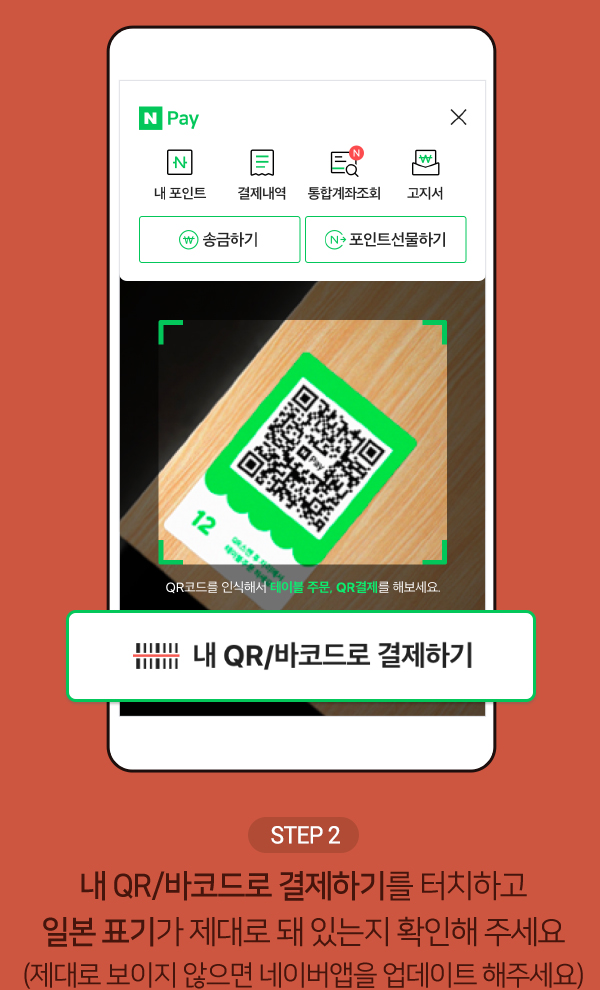 N Pay
내 포인트 결제내역 통합계좌조회 고지서
N
송금하기 포인트선물하기
Pay
12
QR코드를 인식해서 테이블 주문, QR결제를 해보세요.
내 QR/바코드로 결제하기
STEP 2
내 QR/바코드로 결제하기를 터치하고
일본 표기가 제대로 돼 있는지 확인해 주세요
(제대로 보이지 않으면 네이버앱을 업데이트 해주세요)